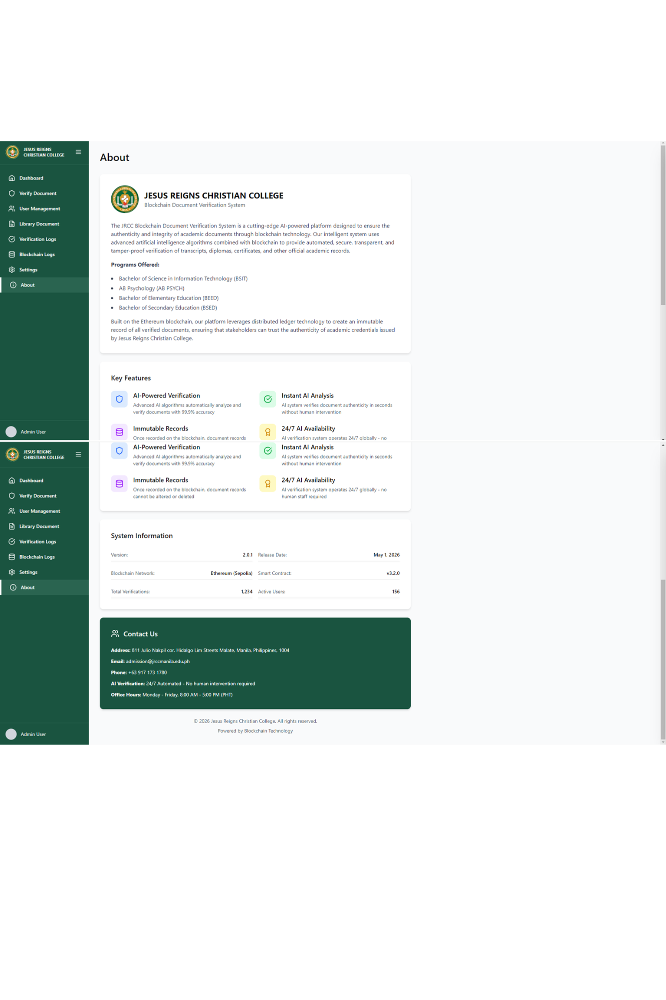 JESUS REIGNS
CHRISTIAN COLLEGE
Dashboard
Verify Document
User Management
Library Document
Verification Logs
Blockchain Logs
Settings
About
Admin User
About
JESUS REIGNS CHRISTIAN COLLEGE
Blockchain Document Verification System
The JRCC Blockchain Document Verification System is a cutting-edge AI-powered platform designed to ensure the
authenticity and integrity of academic documents through blockchain technology. Our intelligent system uses
advanced artificial intelligence algorithms combined with blockchain to provide automated, secure, transparent, and
tamper-proof verification of transcripts, diplomas, certificates, and other official academic records.
Programs Offered:
• Bachelor of Science in Information Technology (BSIT)
• AB Psychology (AB PSYCH)
• Bachelor of Elementary Education (BEED)
• Bachelor of Secondary Education (BSED)
Built on the Ethereum blockchain, our platform leverages distributed ledger technology to create an immutable
record of all verified documents, ensuring that stakeholders can trust the authenticity of academic credentials issued
by Jesus Reigns Christian College.
Key Features
AI-Powered Verification
Advanced AI algorithms automatically analyze and
verify documents with 99.9% accuracy
Instant AI Analysis
AI system verifies document authenticity in seconds
without human intervention
Immutable Records
Once recorded on the blockchain, document records
24/7 AI Availability
AI verification system operates 24/7 globally - no
JESUS REIGNS
CHRISTIAN COLLEGE
Dashboard
Verify Document
User Management
Library Document
Verification Logs
Blockchain Logs
Settings
About
Admin User
AI-Powered Verification
Advanced AI algorithms automatically analyze and
verify documents with 99.9% accuracy
Instant AI Analysis
AI system verifies document authenticity in seconds
without human intervention
Immutable Records
Once recorded on the blockchain, document records
cannot be altered or deleted
24/7 AI Availability
AI verification system operates 24/7 globally - no
human staff required
System Information
Version: 2.0.1
Release Date: May 1, 2026
Blockchain Network: Ethereum (Sepolia)
Smart Contract: v3.2.0
Total Verifications: 1,234
Active Users: 156
Contact Us
Address: 811 Julio Nakpil cor. Hidalgo Lim Streets Malate, Manila, Philippines, 1004
Email: admission@jrccmanila.edu.ph
Phone: +63 917 173 1780
AI Verification: 24/7 Automated - No human intervention required
Office Hours: Monday - Friday, 8:00 AM - 5:00 PM (PHT)
© 2026 Jesus Reigns Christian College. All rights reserved.
Powered by Blockchain Technology